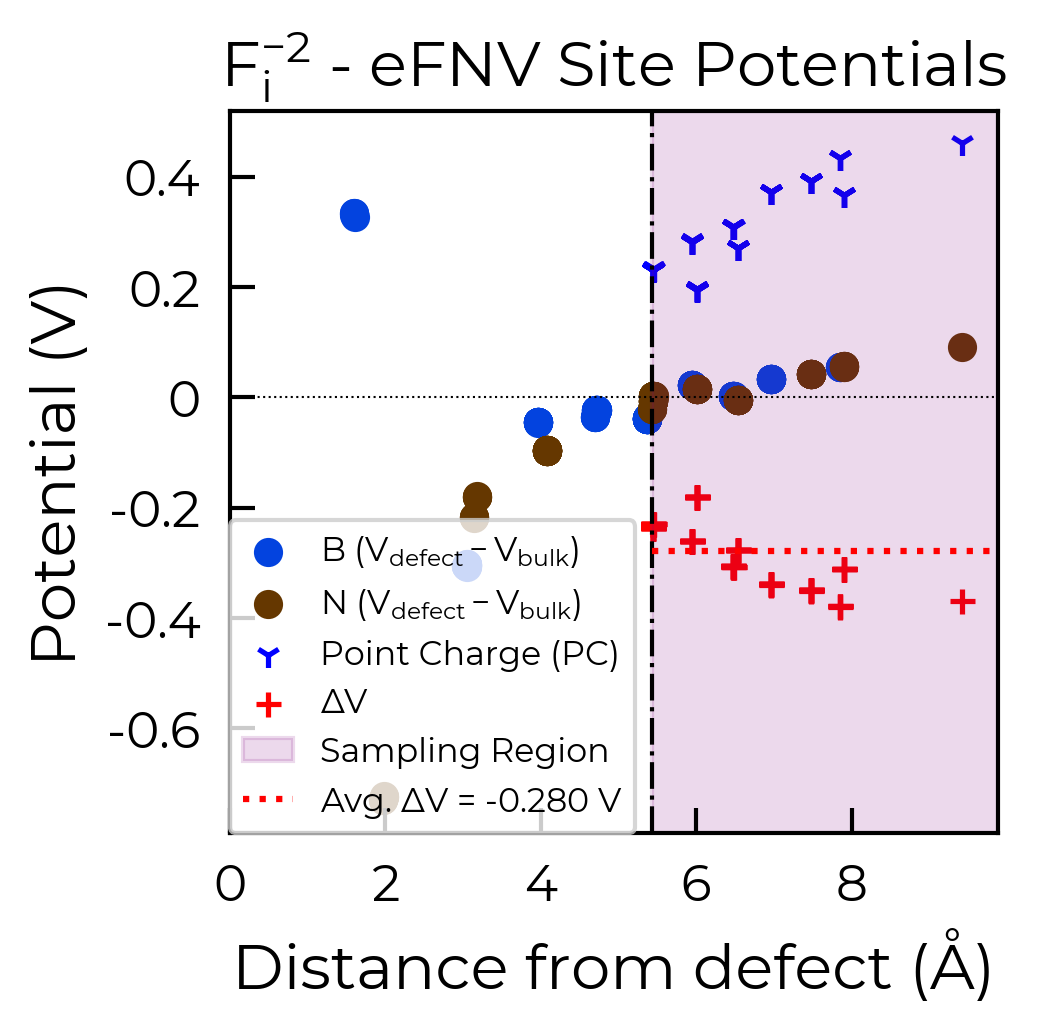 F_i^{-2} - eFNV Site Potentials
Potential (V)
0.4
0.2
0
-0.2
-0.4
-0.6
B (V_defect – V_bulk)
N (V_defect – V_bulk)
Point Charge (PC)
ΔV
Sampling Region
Avg. ΔV = -0.280 V
0 2 4 6 8
Distance from defect (Å)